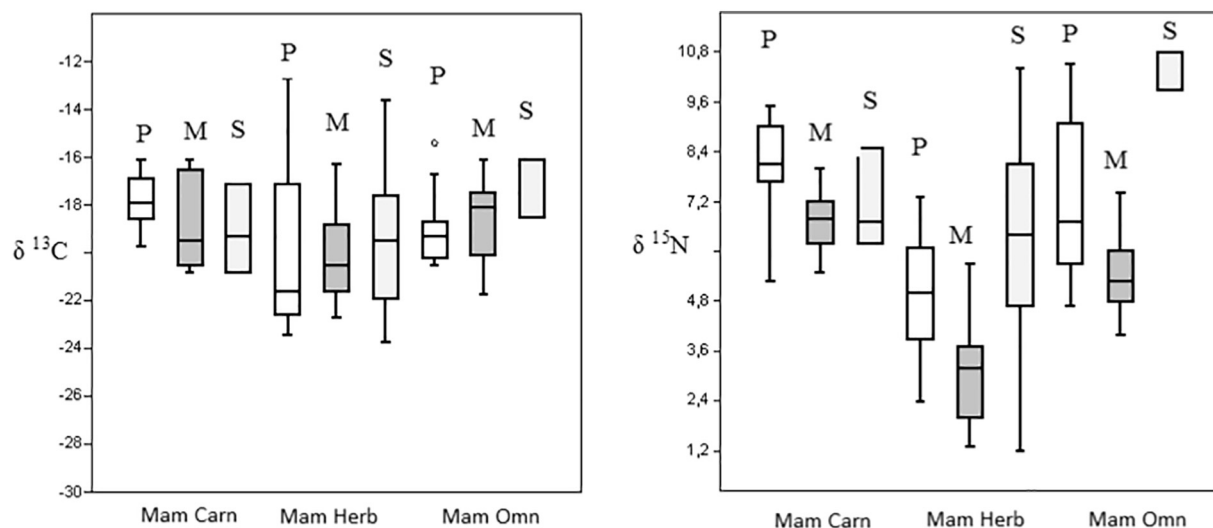 -12
-14
-16
-18
-22
-24
-26
-28
-30
δ ¹³C
P
M
S
P
M
S
P
M
S
Mam Carn
Mam Herb
Mam Omn
10,8
9,6
8,4
7,2
4,8
3,6
2,4
1,2
δ ¹⁵N
P
M
S
P
M
S
P
M
S
Mam Carn
Mam Herb
Mam Omn